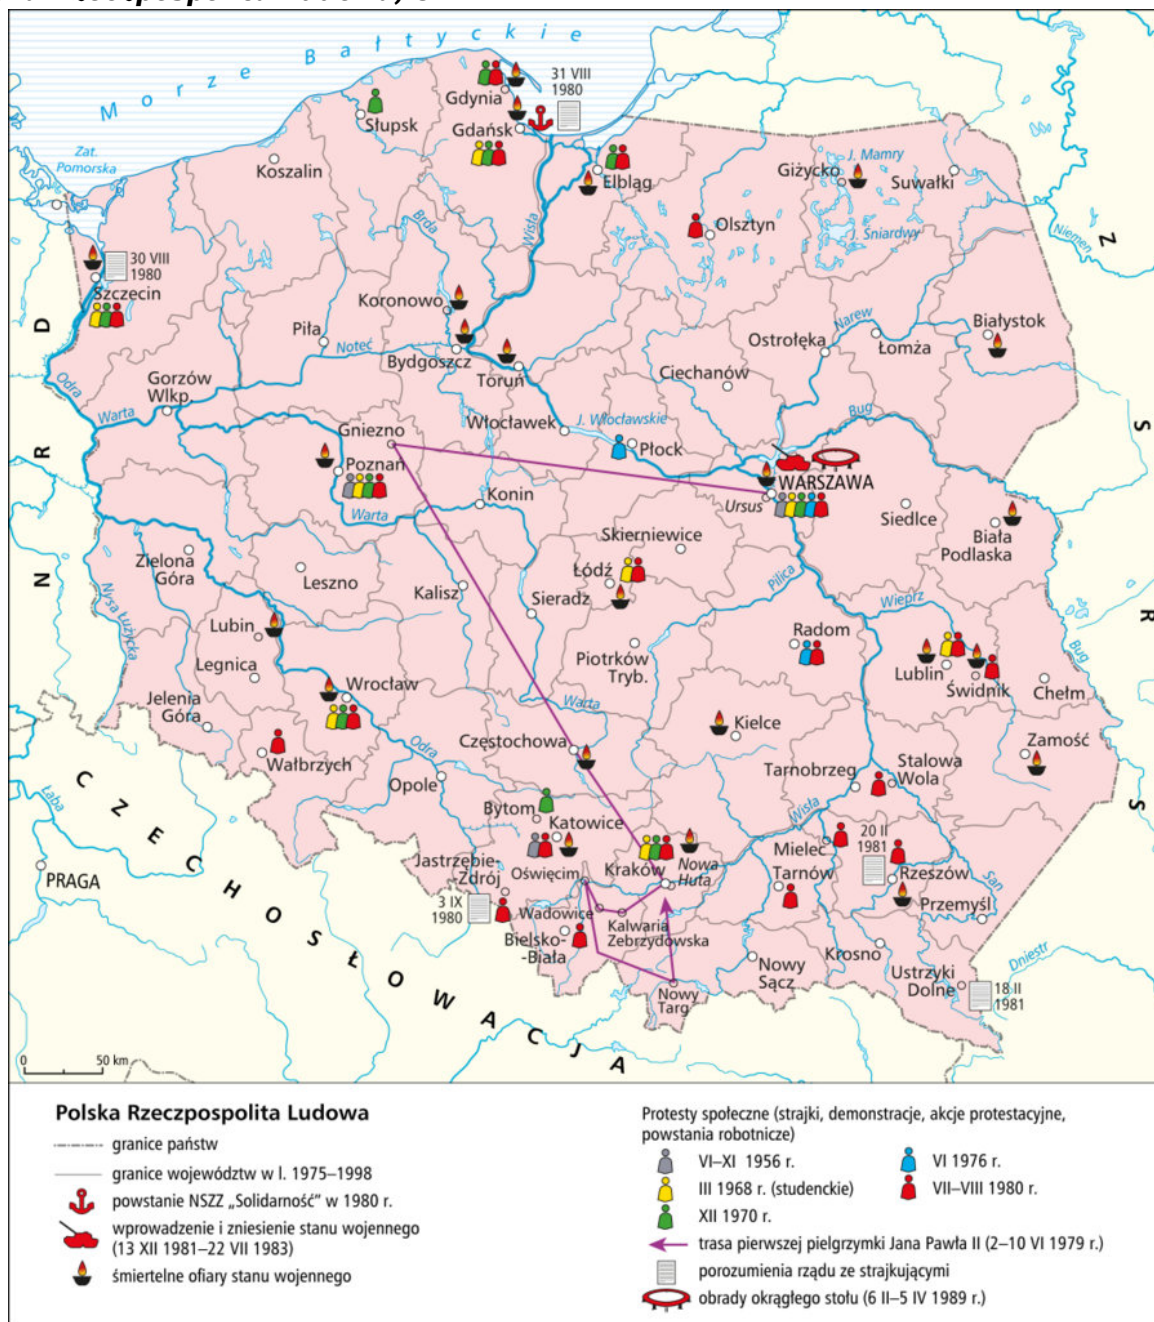 Morze Bałtyckie
Zat.
Pomorska
Słupsk
Koszalin
Gdynia
Gdańsk
31 VIII
1980
Elbląg
Giżycko
J. Mamry
Suwałki
Olsztyn
J. Śniardwy
Niemen
Brda
Wisła
30 VIII
1980
Szczecin
Koronowo
Piła
Noteć
Bydgoszcz
Toruń
Ciechanów
Ostrołęka
Narew
Łomża
Białystok
Odra
Gorzów
Wlkp.
Warta
Gniezno
Włocławek
J. Włocławskie
Płock
Bug
Poznań
Konin
Warta
WARSZAWA
Ursus
Siedlce
Biała
Podlaska
Skierniewice
Zielona
Góra
Leszno
Kalisz
Sieradz
Łódź
Pilica
Wieprz
Nysa Łużycka
Lubin
Legnica
Piotrków
Tryb.
Radom
Lublin
Świdnik
Chełm
Bug
Jelenia
Góra
Wrocław
Wałbrzych
Warta
Kielce
Zamość
Odra
Opole
Częstochowa
Tarnobrzeg
Stalowa
Wola
Łaba
PRAGA
Bytom
Katowice
Wisła
Jastrzębie-
-Zdrój
Oświęcim
Kraków
Nowa
Huta
Mielec
20 II
1981
Rzeszów
San
3 IX
1980
Wadowice
Kalwaria
Zebrzydowska
Tarnów
Przemyśl
Bielsko-
-Biała
Nowy
Sącz
Krosno
Ustrzyki
Dolne
Dniestr
Nowy
Targ
18 II
1981
NRD
ZSRS
CZECHOSŁOWACJA
0 50 km
Polska Rzeczpospolita Ludowa
granice państw
granice województw w l. 1975–1998
powstanie NSZZ „Solidarność” w 1980 r.
wprowadzenie i zniesienie stanu wojennego
(13 XII 1981–22 VII 1983)
śmiertelne ofiary stanu wojennego
Protesty społeczne (strajki, demonstracje, akcje protestacyjne,
powstania robotnicze)
VI–XI 1956 r.
VI 1976 r.
III 1968 r. (studenckie)
VII–VIII 1980 r.
XII 1970 r.
trasa pierwszej pielgrzymki Jana Pawła II (2–10 VI 1979 r.)
porozumienia rządu ze strajkującymi
obrady okrągłego stołu (6 II–5 IV 1989 r.)